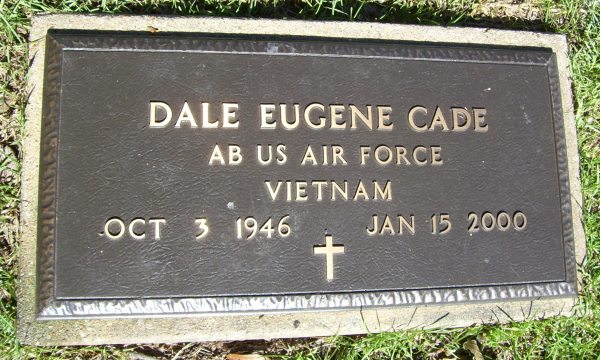 DALE EUGENE CADE
AB US AIR FORCE
VIETNAM
OCT 3 1946 JAN 15 2000